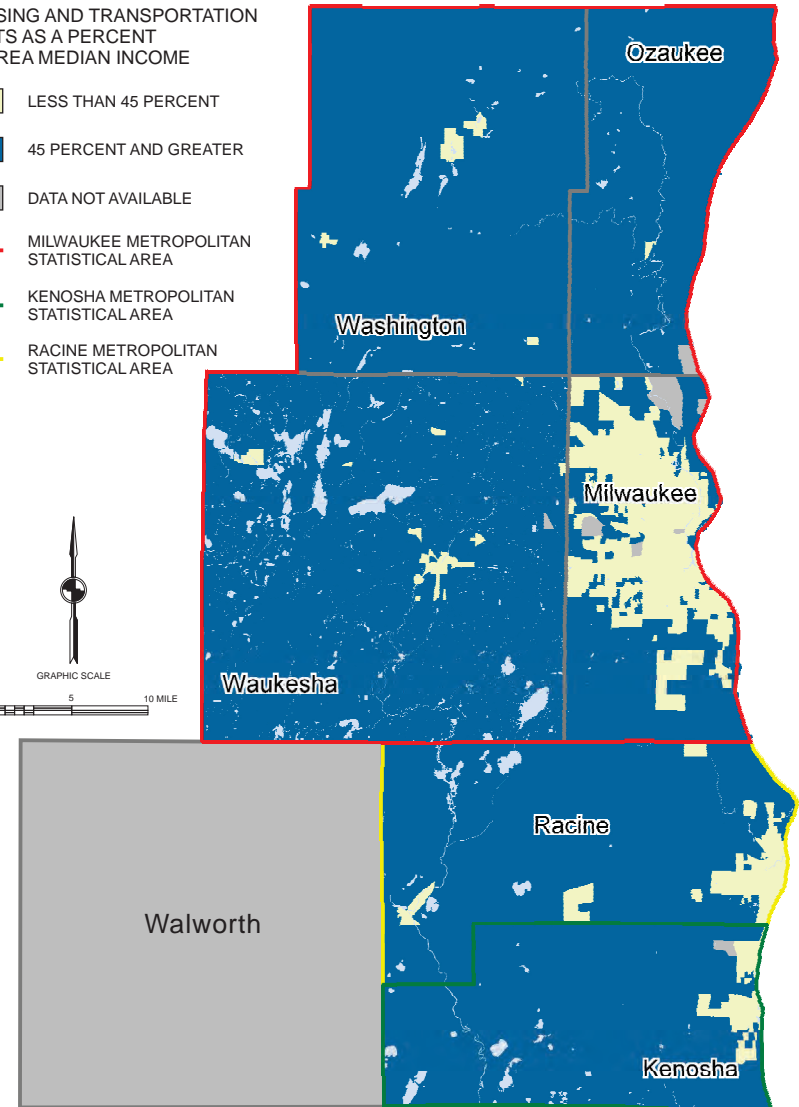 SING AND TRANSPORTATION
TS AS A PERCENT
REA MEDIAN INCOME
LESS THAN 45 PERCENT
45 PERCENT AND GREATER
DATA NOT AVAILABLE
MILWAUKEE METROPOLITAN
STATISTICAL AREA
KENOSHA METROPOLITAN
STATISTICAL AREA
RACINE METROPOLITAN
STATISTICAL AREA
Ozaukee
Washington
Milwaukee
Waukesha
GRAPHIC SCALE
5 10 MILE
Racine
Walworth
Kenosha